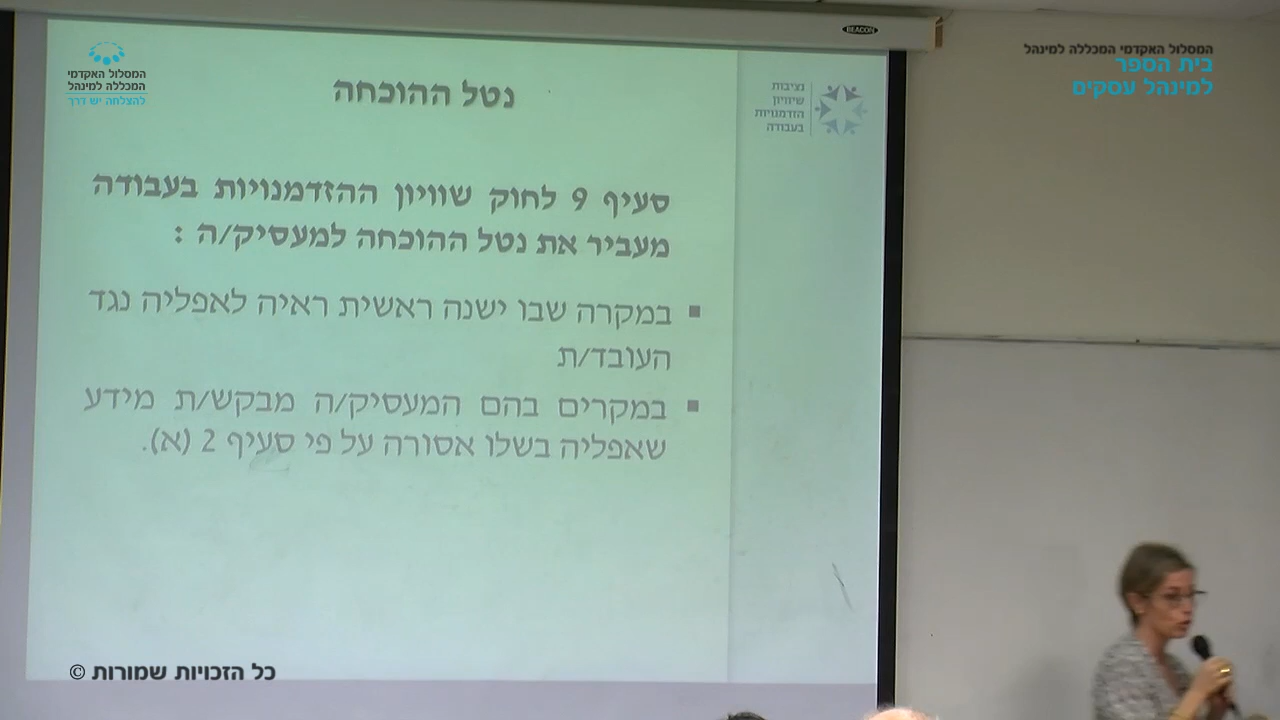 BEACON
המסלול האקדמי המכללה למינהל
בית הספר
למינהל עסקים
המסלול האקדמי
המכללה למינהל
להצלחה יש דרך
נציבות
שיוויון
הזדמנויות
בעבודה
נטל ההוכחה
סעיף 9 לחוק שוויון ההזדמנויות בעבודה
מעביר את נטל ההוכחה למעסיק/ה :
▪ במקרה שבו ישנה ראשית ראיה לאפליה נגד
העובד/ת
▪ במקרים בהם המעסיק/ה מבקש/ת מידע
שאפליה בשלו אסורה על פי סעיף 2 (א).
כל הזכויות שמורות ©